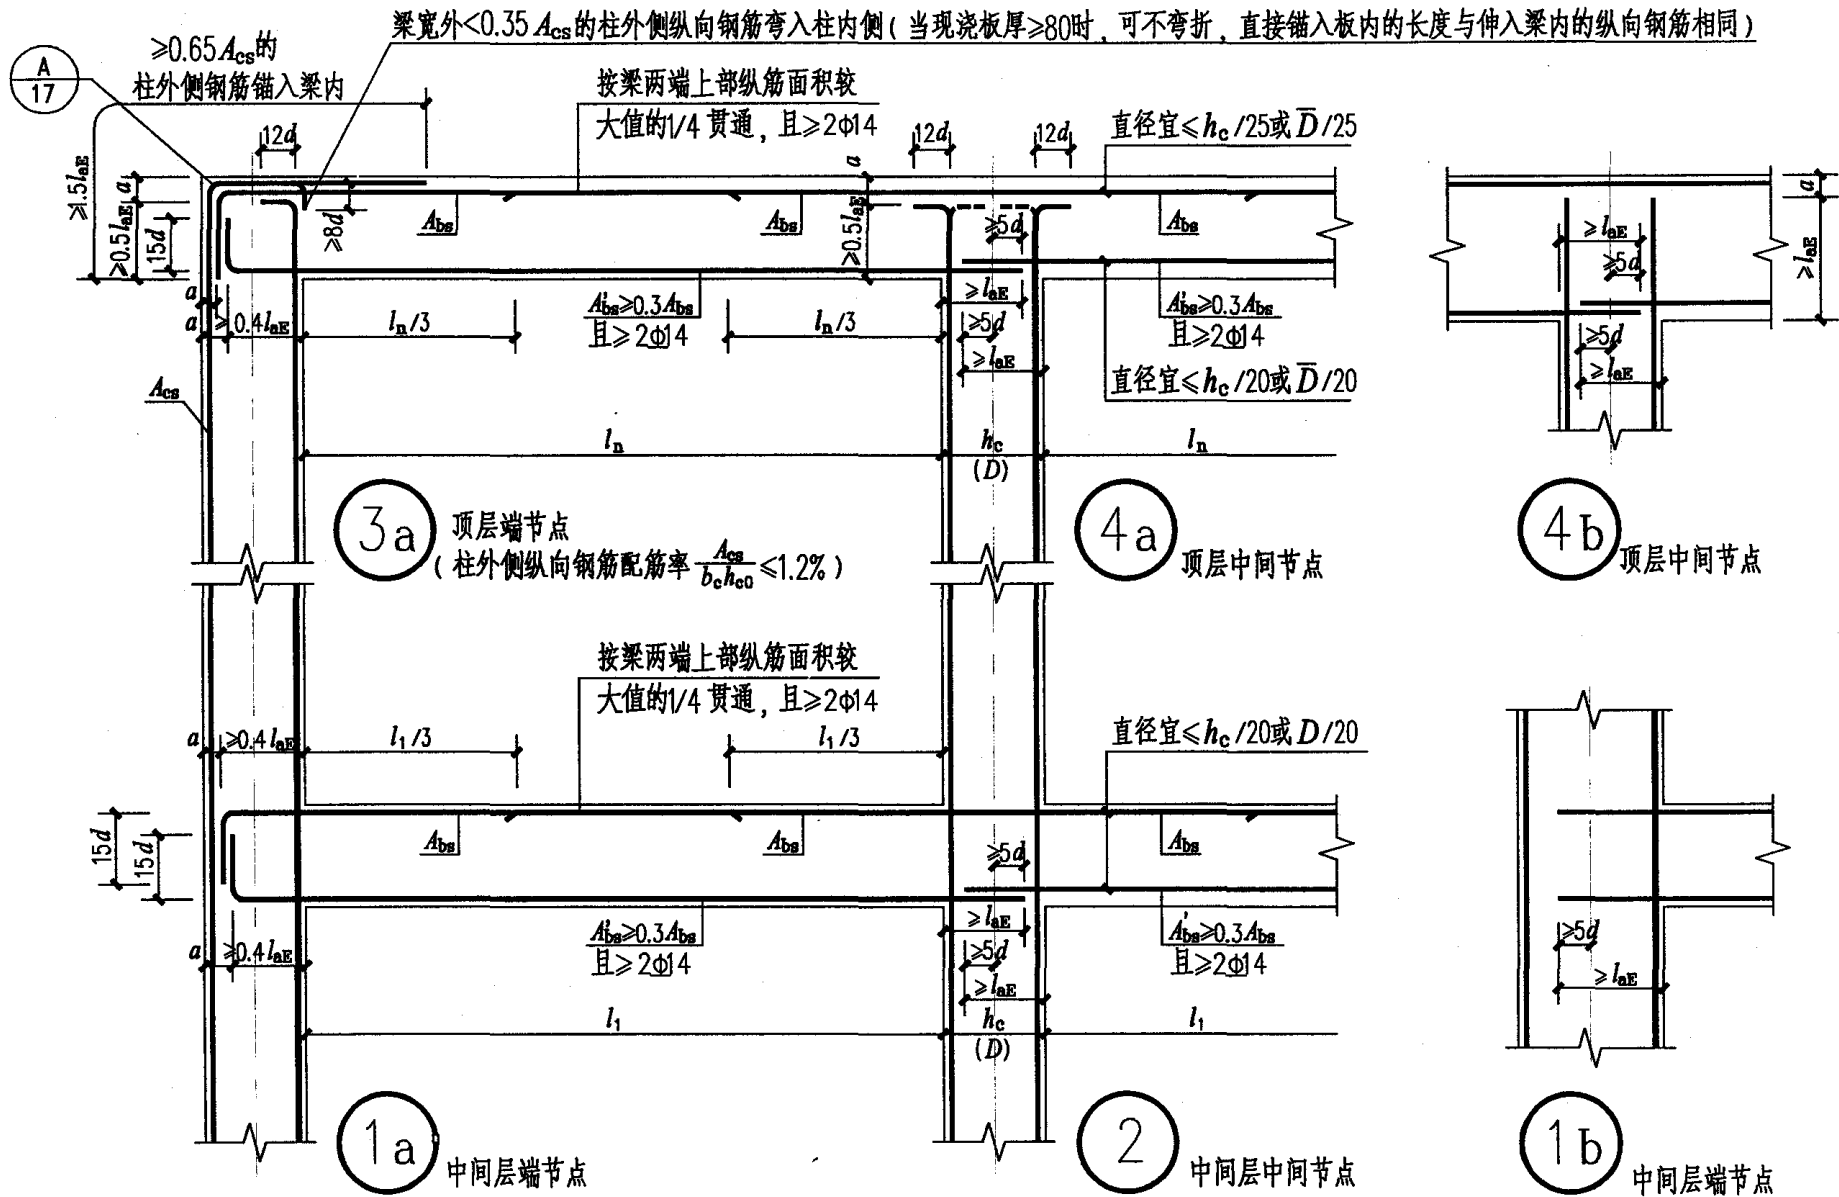 梁宽外<0.35Acs的柱外侧纵向钢筋弯入柱内侧(当现浇板厚≥80时,可不弯折,直接锚入板内的长度与伸入梁内的纵向钢筋相同)
A
17
≥0.65Acs的
柱外侧钢筋锚入梁内
按梁两端上部纵筋面积较
大值的1/4贯通,且≥2ϕ14
直径宜≤hc/25或D̅/25
12d
12d
12d
a
a
a
≥1.5laE
≥0.5laE
15d
≥8d
Abs
Abs
≥0.5laE
≥5d
Abs
≥laE
≥5d
≥laE
a
a
≥0.4laE
ln/3
A'bs≥0.3Abs
且≥2ϕ14
ln/3
≥laE
≥5d
≥laE
A'bs≥0.3Abs
且≥2ϕ14
直径宜≤hc/20或D̅/20
≥5d
≥laE
Acs
ln
hc
(D)
ln
3a
顶层端节点
(柱外侧纵向钢筋配筋率Acs/bchc0≤1.2%)
4a
顶层中间节点
4b
顶层中间节点
按梁两端上部纵筋面积较
大值的1/4贯通,且≥2ϕ14
a
≥0.4laE
l1/3
l1/3
直径宜≤hc/20或D/20
15d
15d
Abs
Abs
≥5d
Abs
a
≥0.4laE
A'bs≥0.3Abs
且≥2ϕ14
≥laE
≥5d
≥laE
A'bs≥0.3Abs
且≥2ϕ14
≥5d
≥laE
l1
hc
(D)
l1
1a
中间层端节点
2
中间层中间节点
1b
中间层端节点